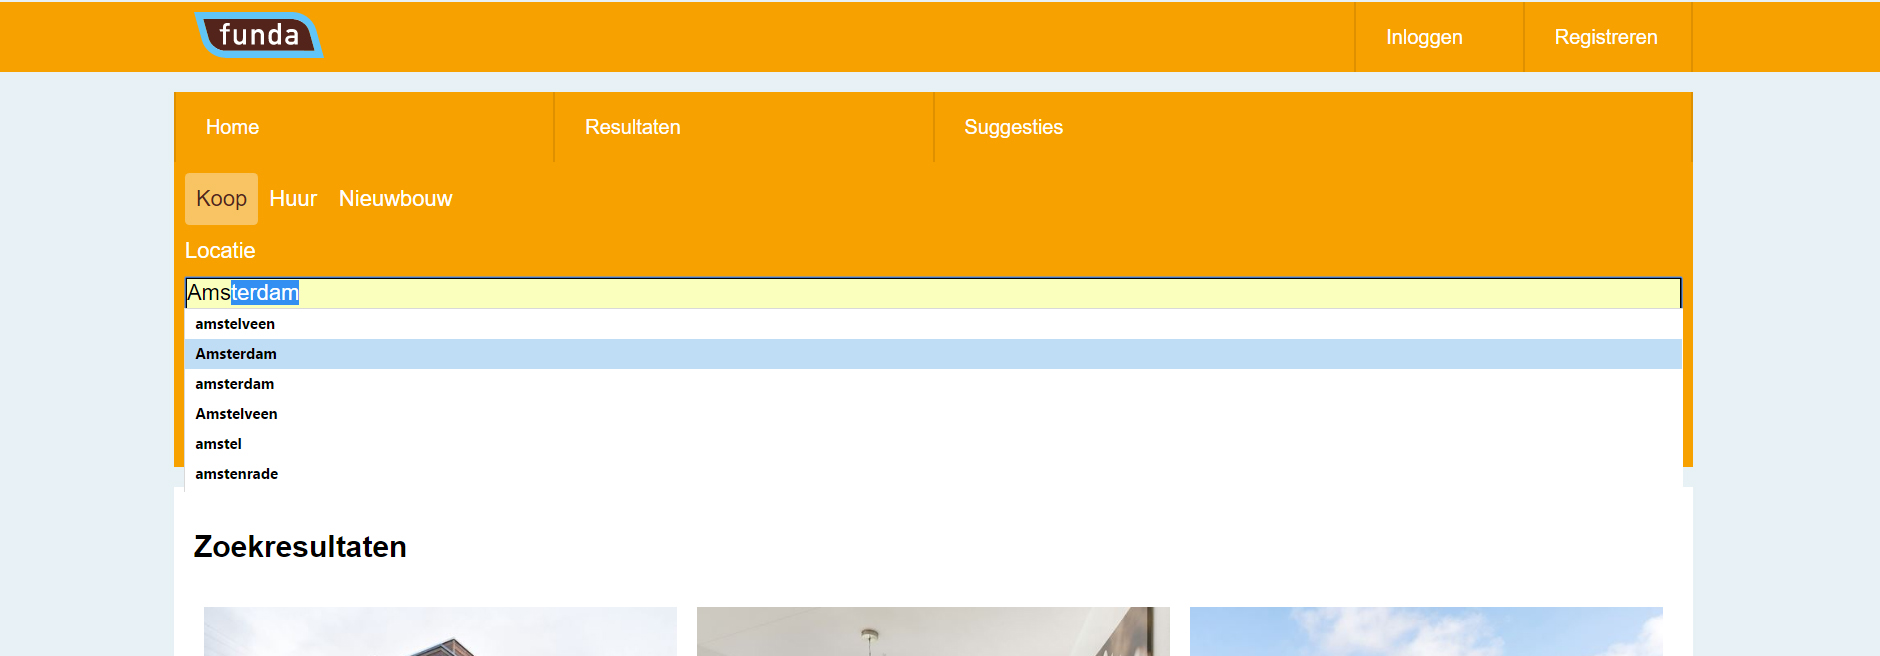 funda
Inloggen
Registreren
Home
Resultaten
Suggesties
Koop Huur Nieuwbouw
Locatie
Amsterdam
amstelveen
Amsterdam
amsterdam
Amstelveen
amstel
amstenrade
Zoekresultaten